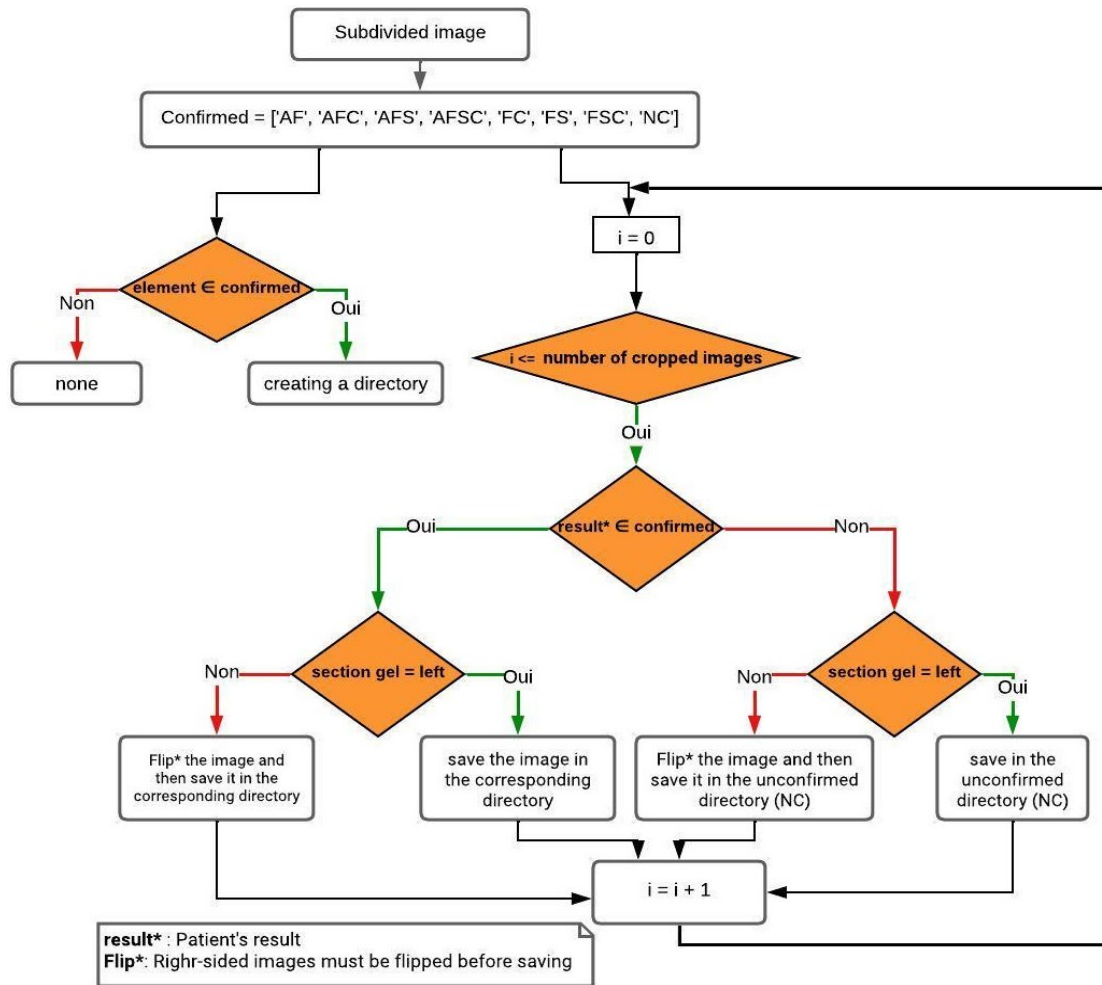 Subdivided image
Confirmed = ['AF', 'AFC', 'AFS', 'AFSC', 'FC', 'FS', 'FSC', 'NC']
i = 0
element ∈ confirmed
Non
Oui
none
creating a directory
i <= number of cropped images
Oui
result* ∈ confirmed
Oui
Non
section gel = left
Non
Oui
section gel = left
Non
Oui
Flip* the image and
then save it in the
corresponding directory
save the image in
the corresponding
directory
Flip* the image and then
save it in the unconfirmed
directory (NC)
save in the
unconfirmed
directory (NC)
i = i + 1
result* : Patient's result
Flip*: Righr-sided images must be flipped before saving